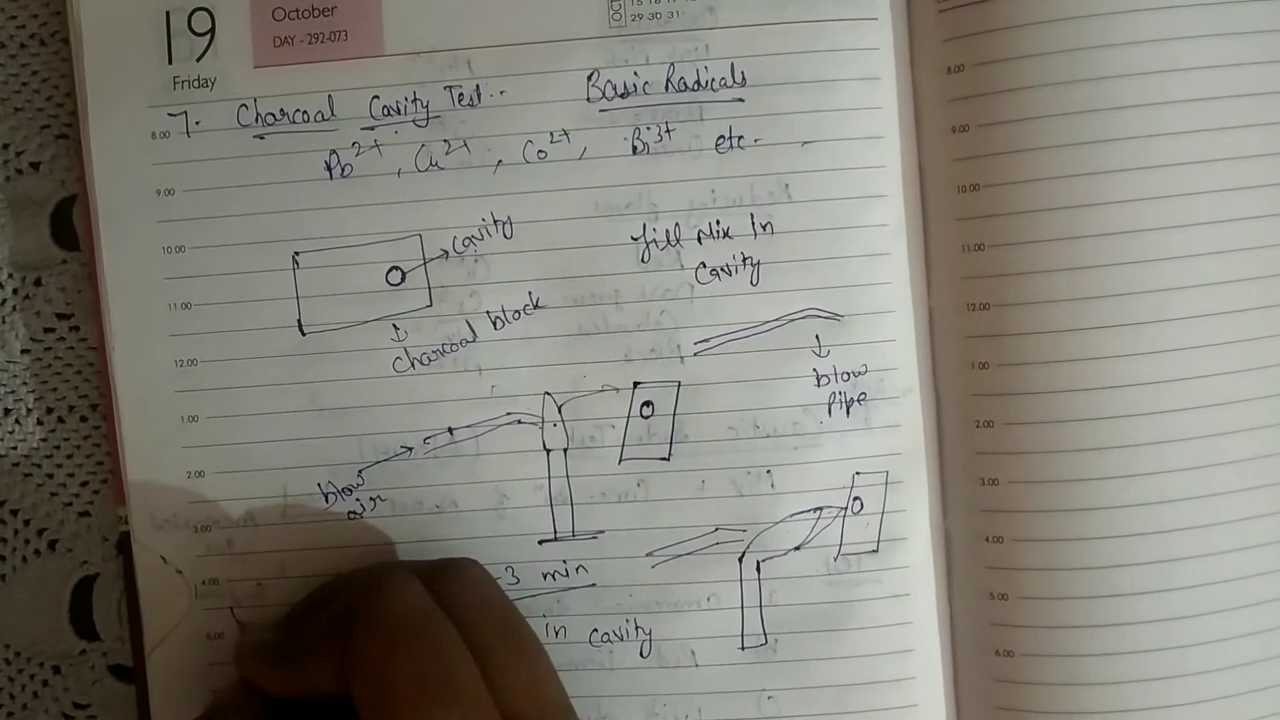 19
Friday
October
DAY - 292-073
29 30 31
7. Charcoal Cavity Test.. Basic Radicals
Pb2+, Cu2+, Co2+, Bi3+ etc.
cavity
fill Mix In
Cavity
Charcoal block
blow
Pipe
blow
air
-3 min
in cavity
8.00
9.00
10.00
11.00
12.00
1.00
2.00
3.00
4.00
5.00
8.00
9.00
10.00
11.00
12.00
1.00
2.00
3.00
4.00
5.00
6.00